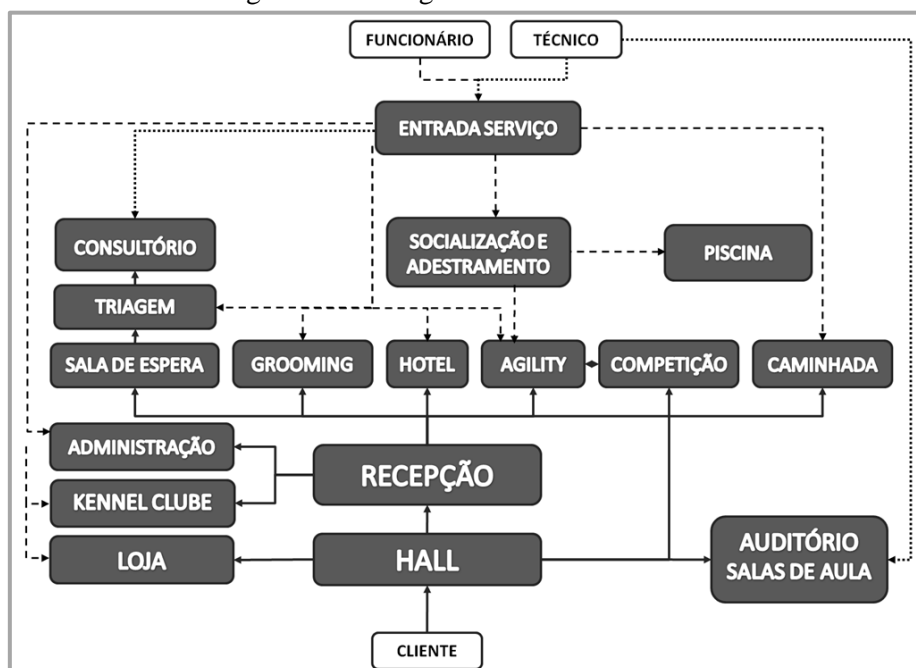 FUNCIONÁRIO
TÉCNICO
ENTRADA SERVIÇO
CONSULTÓRIO
SOCIALIZAÇÃO E
ADESTRAMENTO
PISCINA
TRIAGEM
SALA DE ESPERA
GROOMING
HOTEL
AGILITY
COMPETIÇÃO
CAMINHADA
ADMINISTRAÇÃO
RECEPÇÃO
KENNEL CLUBE
LOJA
HALL
AUDITÓRIO
SALAS DE AULA
CLIENTE